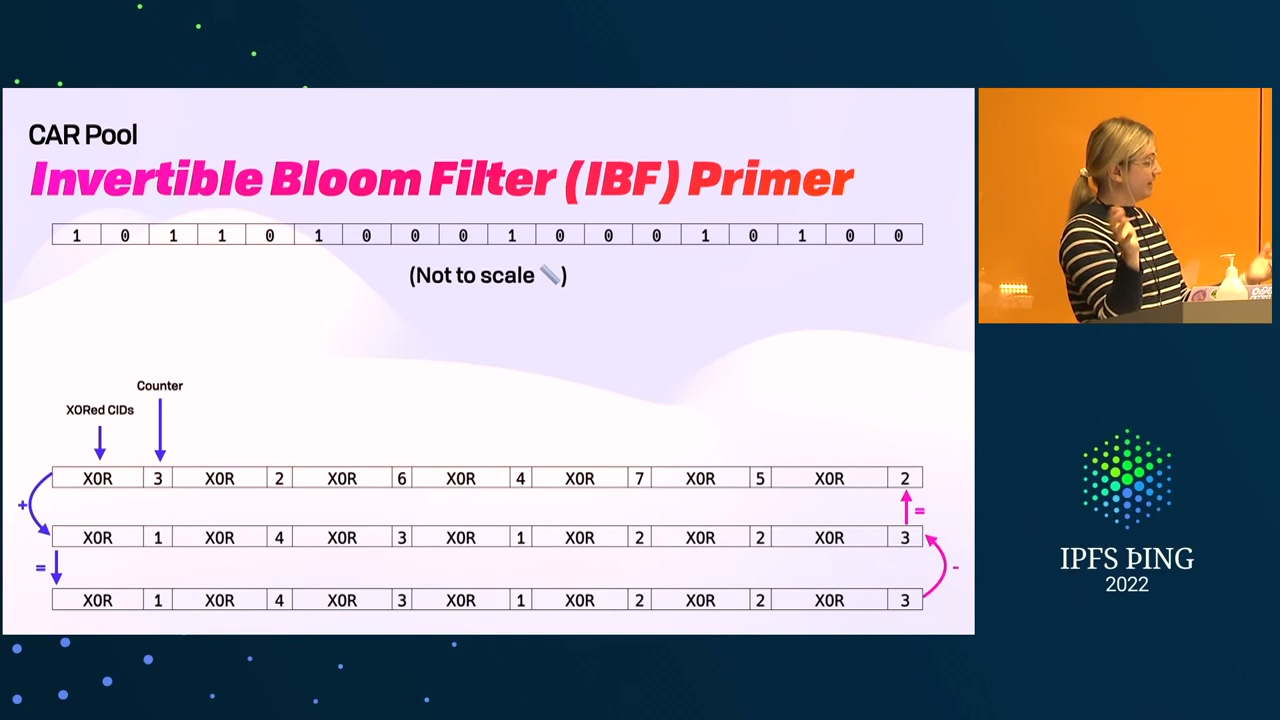 CAR Pool
Invertible Bloom Filter (IBF) Primer
1 0 1 1 0 1 0 0 0 1 0 0 0 1 0 1 0 0
(Not to scale 📏)
Counter
XORed CIDs
XOR 3 XOR 2 XOR 6 XOR 4 XOR 7 XOR 5 XOR 2
+
=
XOR 1 XOR 4 XOR 3 XOR 1 XOR 2 XOR 2 XOR 3
=
-
XOR 1 XOR 4 XOR 3 XOR 1 XOR 2 XOR 2 XOR 3
IPFS ÞING
2022